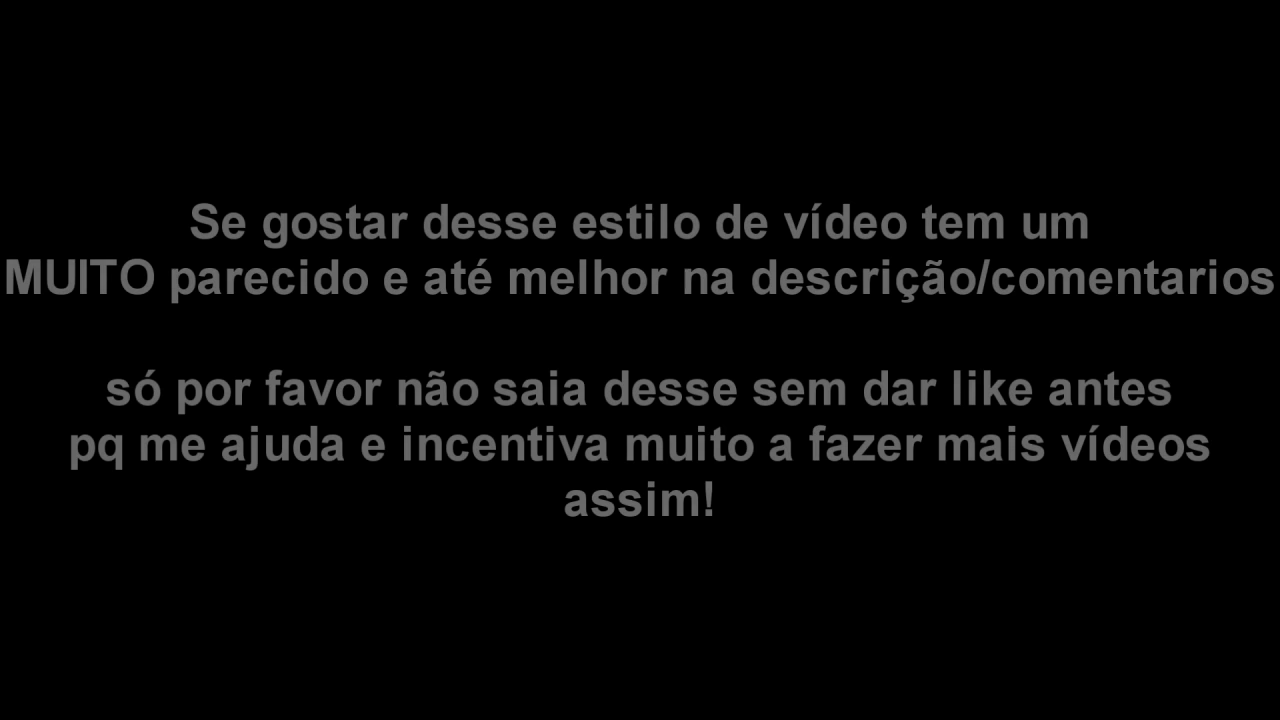 Se gostar desse estilo de vídeo tem um
MUITO parecido e até melhor na descrição/comentarios
só por favor não saia desse sem dar like antes
pq me ajuda e incentiva muito a fazer mais vídeos
assim!